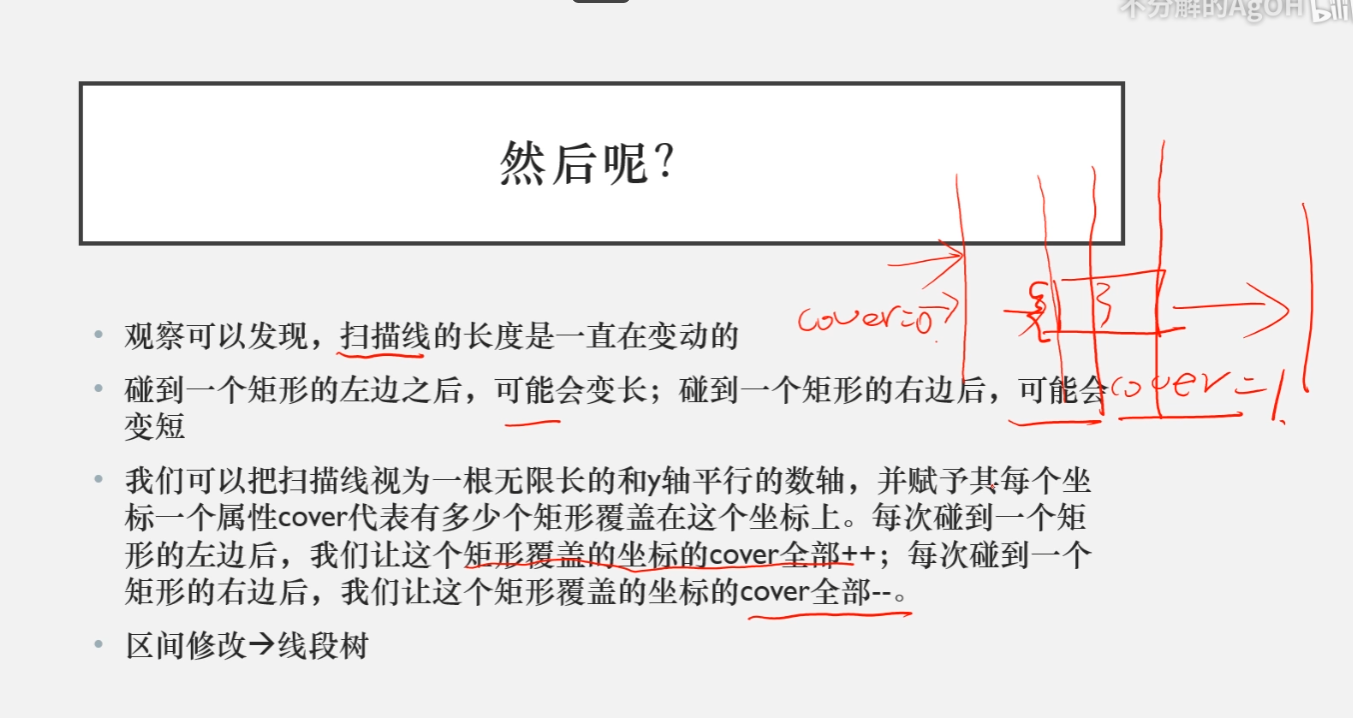 不分解的AgOH bili
然后呢？
cover=0
3
cover=1
观察可以发现，扫描线的长度是一直在变动的
碰到一个矩形的左边之后，可能会变长；碰到一个矩形的右边后，可能会
变短
我们可以把扫描线视为一根无限长的和y轴平行的数轴，并赋予其每个坐
标一个属性cover代表有多少个矩形覆盖在这个坐标上。每次碰到一个矩
形的左边后，我们让这个矩形覆盖的坐标的cover全部++；每次碰到一个
矩形的右边后，我们让这个矩形覆盖的坐标的cover全部--。
区间修改→线段树